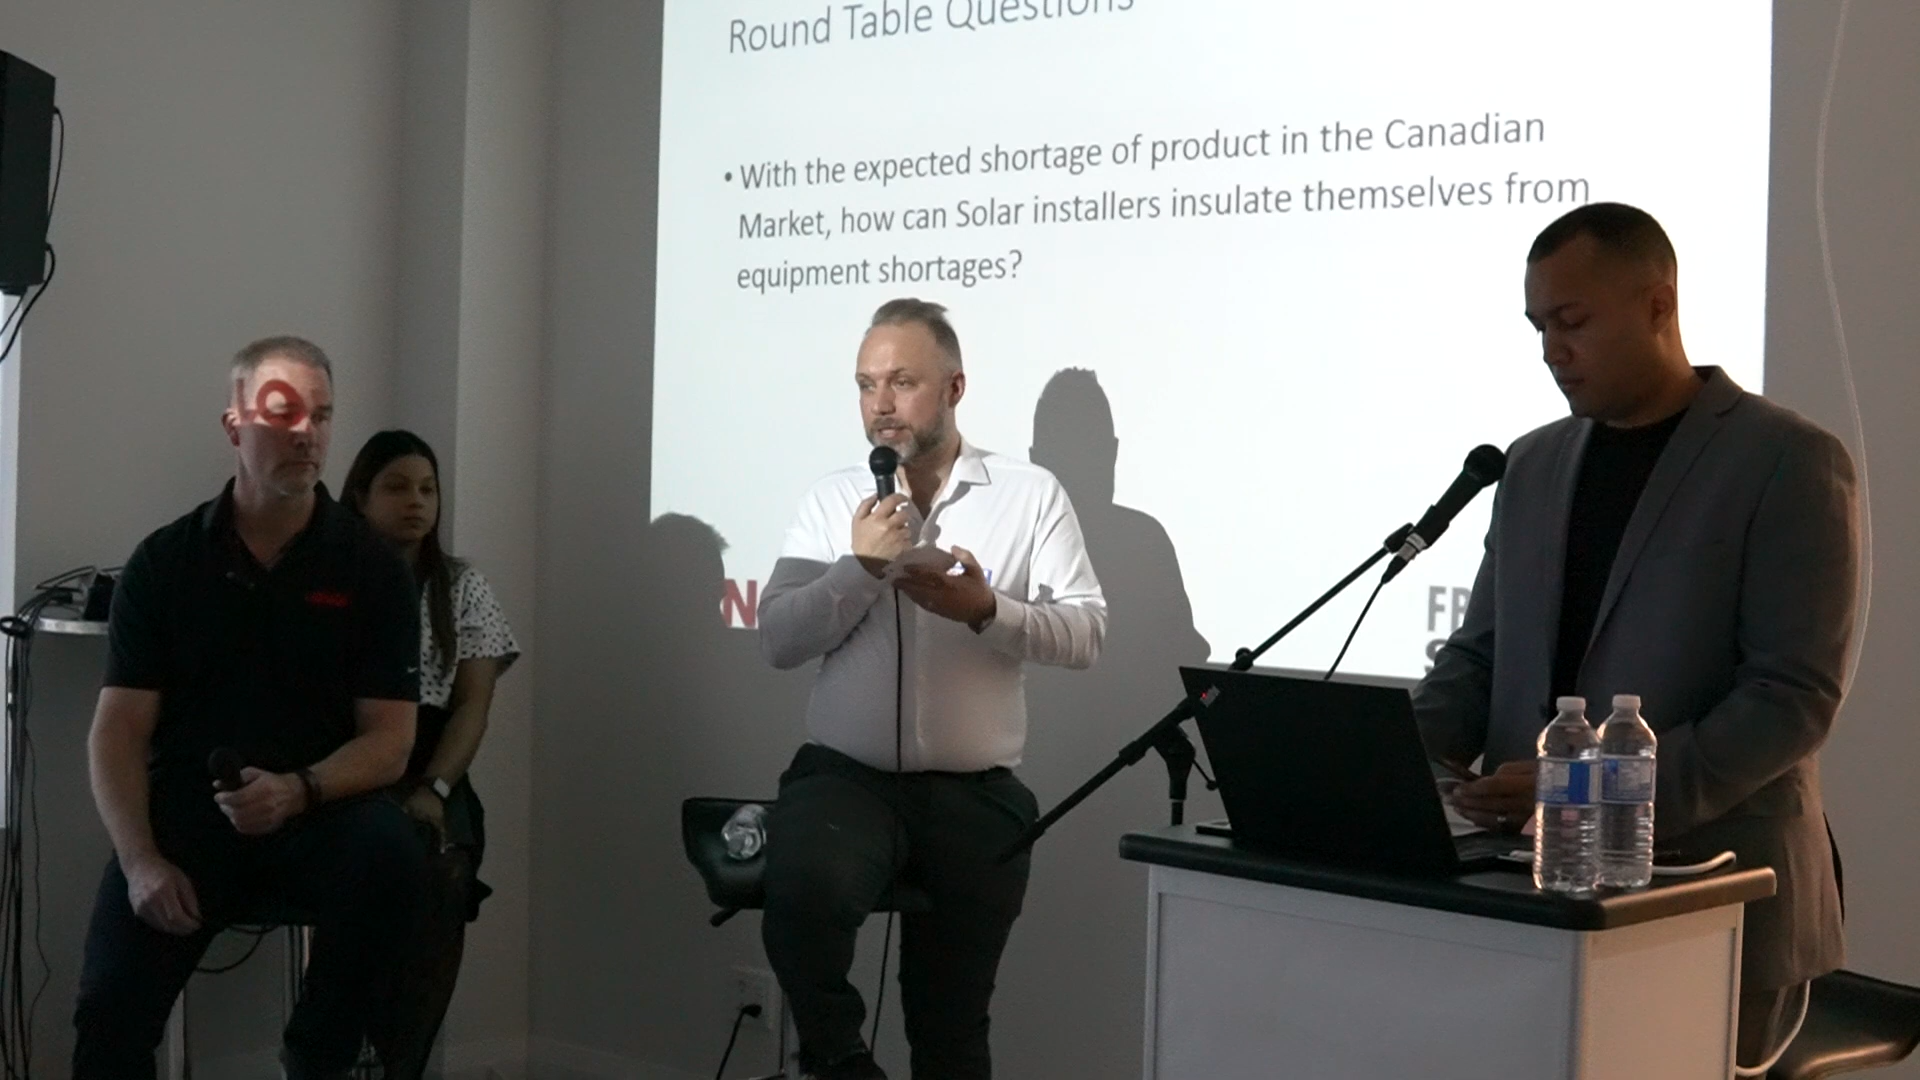 Round Table Questions
• With the expected shortage of product in the Canadian
Market, how can Solar installers insulate themselves from
equipment shortages?